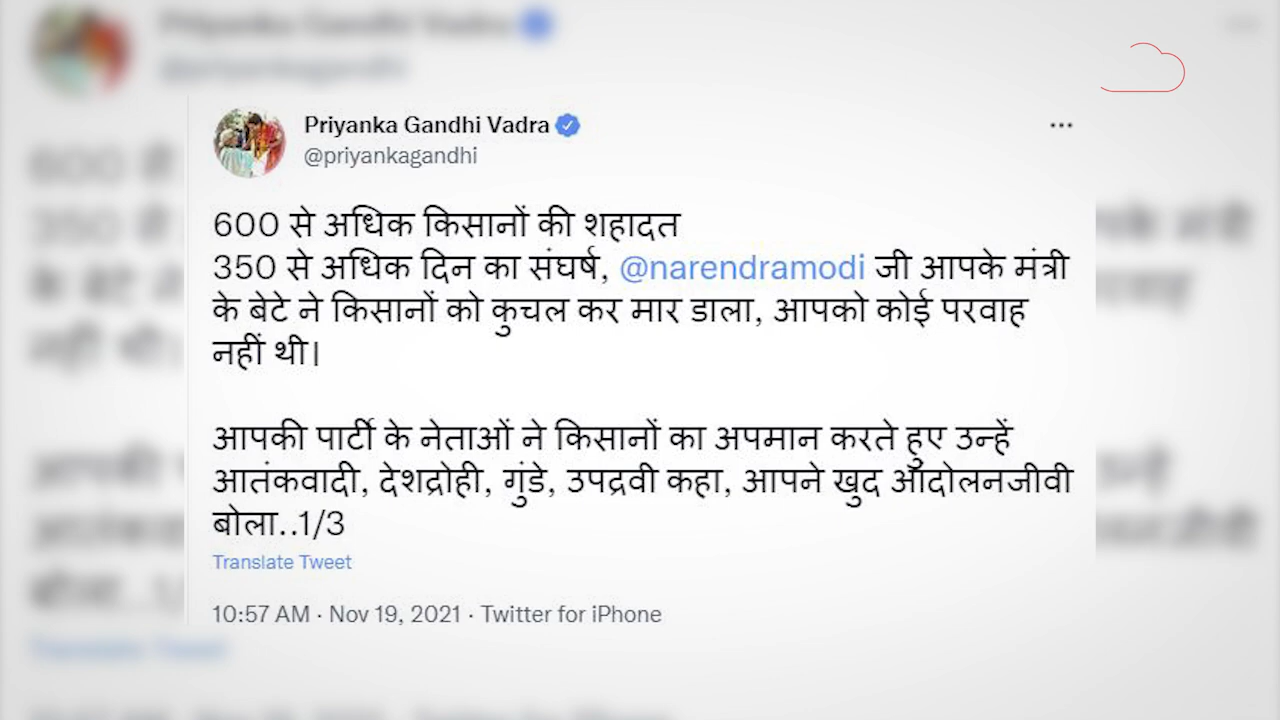 Priyanka Gandhi Vadra
@priyankagandhi
600 से अधिक किसानों की शहादत
350 से अधिक दिन का संघर्ष, @narendramodi जी आपके मंत्री
के बेटे ने किसानों को कुचल कर मार डाला, आपको कोई परवाह
नहीं थी।
आपकी पार्टी के नेताओं ने किसानों का अपमान करते हुए उन्हें
आतंकवादी, देशद्रोही, गुंडे, उपद्रवी कहा, आपने खुद आंदोलनजीवी
बोला..1/3
Translate Tweet
10:57 AM · Nov 19, 2021 · Twitter for iPhone